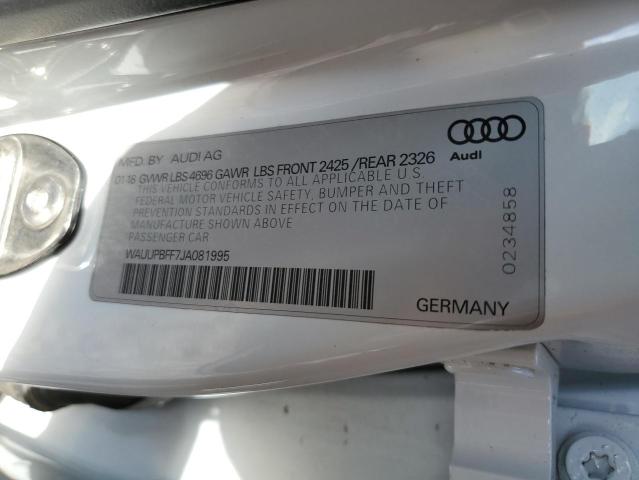 MFD. BY AUDI AG
01 18 GVWR LBS 4696 GAWR LBS FRONT 2425 /REAR 2326
THIS VEHICLE CONFORMS TO ALL APPLICABLE U.S.
FEDERAL MOTOR VEHICLE SAFETY, BUMPER AND THEFT
PREVENTION STANDARDS IN EFFECT ON THE DATE OF
MANUFACTURE SHOWN ABOVE
PASSENGER CAR
WAUUPBFF7JA081995
GERMANY
Audi
0234858